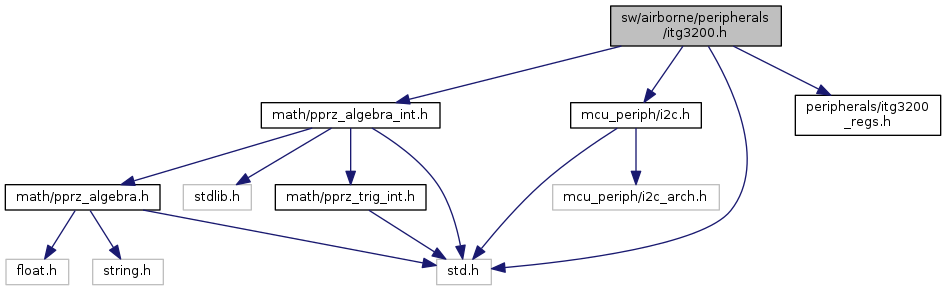 sw/airborne/peripherals
/itg3200.h
math/pprz_algebra_int.h
mcu_periph/i2c.h
peripherals/itg3200
_regs.h
math/pprz_algebra.h
stdlib.h
math/pprz_trig_int.h
mcu_periph/i2c_arch.h
float.h
string.h
std.h